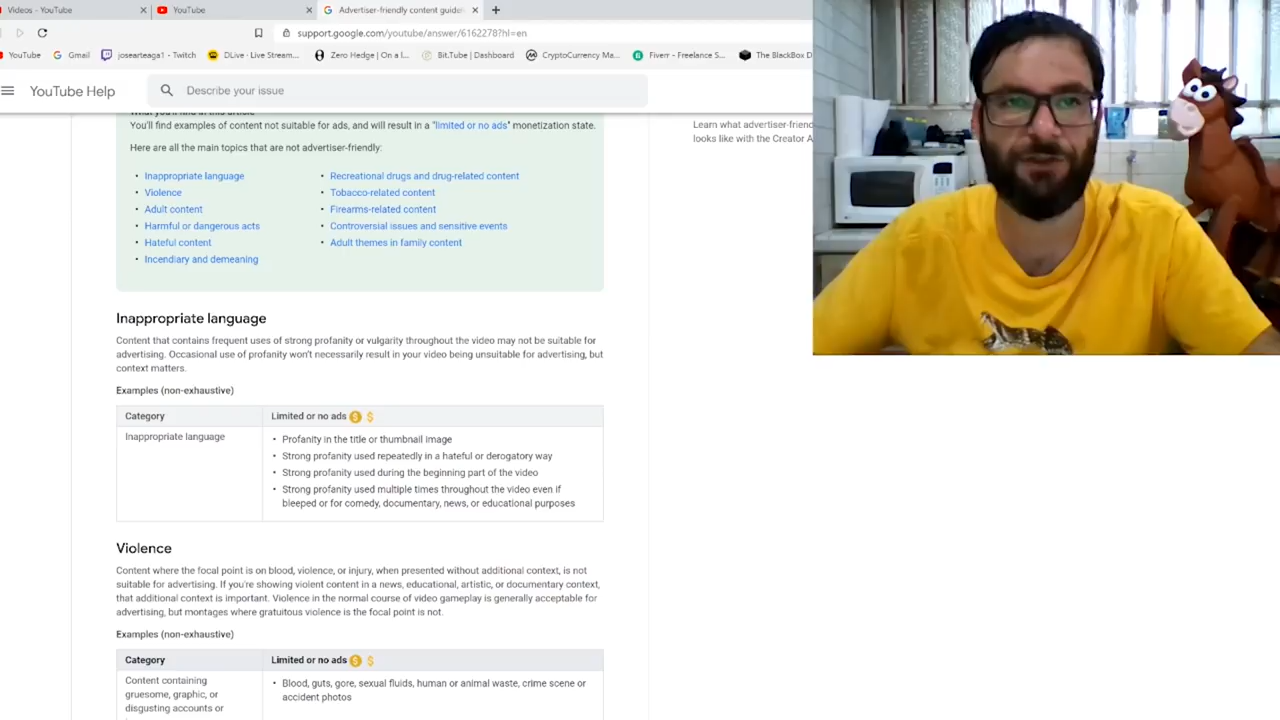 Videos - YouTube
YouTube
Advertiser-friendly content guidel
support.google.com/youtube/answer/6162278?hl=en
YouTube
Gmail
josearteaga1 - Twitch
DLive · Live Stream...
Zero Hedge | On a l...
Bit.Tube | Dashboard
CryptoCurrency Ma...
Fiverr – Freelance S...
The BlackBox D
YouTube Help
Describe your issue
You'll find examples of content not suitable for ads, and will result in a "limited or no ads" monetization state.
Here are all the main topics that are not advertiser-friendly:
• Inappropriate language
• Violence
• Adult content
• Harmful or dangerous acts
• Hateful content
• Incendiary and demeaning
• Recreational drugs and drug-related content
• Tobacco-related content
• Firearms-related content
• Controversial issues and sensitive events
• Adult themes in family content
Learn what advertiser-frien
looks like with the Creator A
Inappropriate language
Content that contains frequent uses of strong profanity or vulgarity throughout the video may not be suitable for
advertising. Occasional use of profanity won't necessarily result in your video being unsuitable for advertising, but
context matters.
Examples (non-exhaustive)
Category
Limited or no ads
Inappropriate language
• Profanity in the title or thumbnail image
• Strong profanity used repeatedly in a hateful or derogatory way
• Strong profanity used during the beginning part of the video
• Strong profanity used multiple times throughout the video even if
bleeped or for comedy, documentary, news, or educational purposes
Violence
Content where the focal point is on blood, violence, or injury, when presented without additional context, is not
suitable for advertising. If you're showing violent content in a news, educational, artistic, or documentary context,
that additional context is important. Violence in the normal course of video gameplay is generally acceptable for
advertising, but montages where gratuitous violence is the focal point is not.
Examples (non-exhaustive)
Category
Limited or no ads
Content containing
gruesome, graphic, or
disgusting accounts or
• Blood, guts, gore, sexual fluids, human or animal waste, crime scene or
accident photos